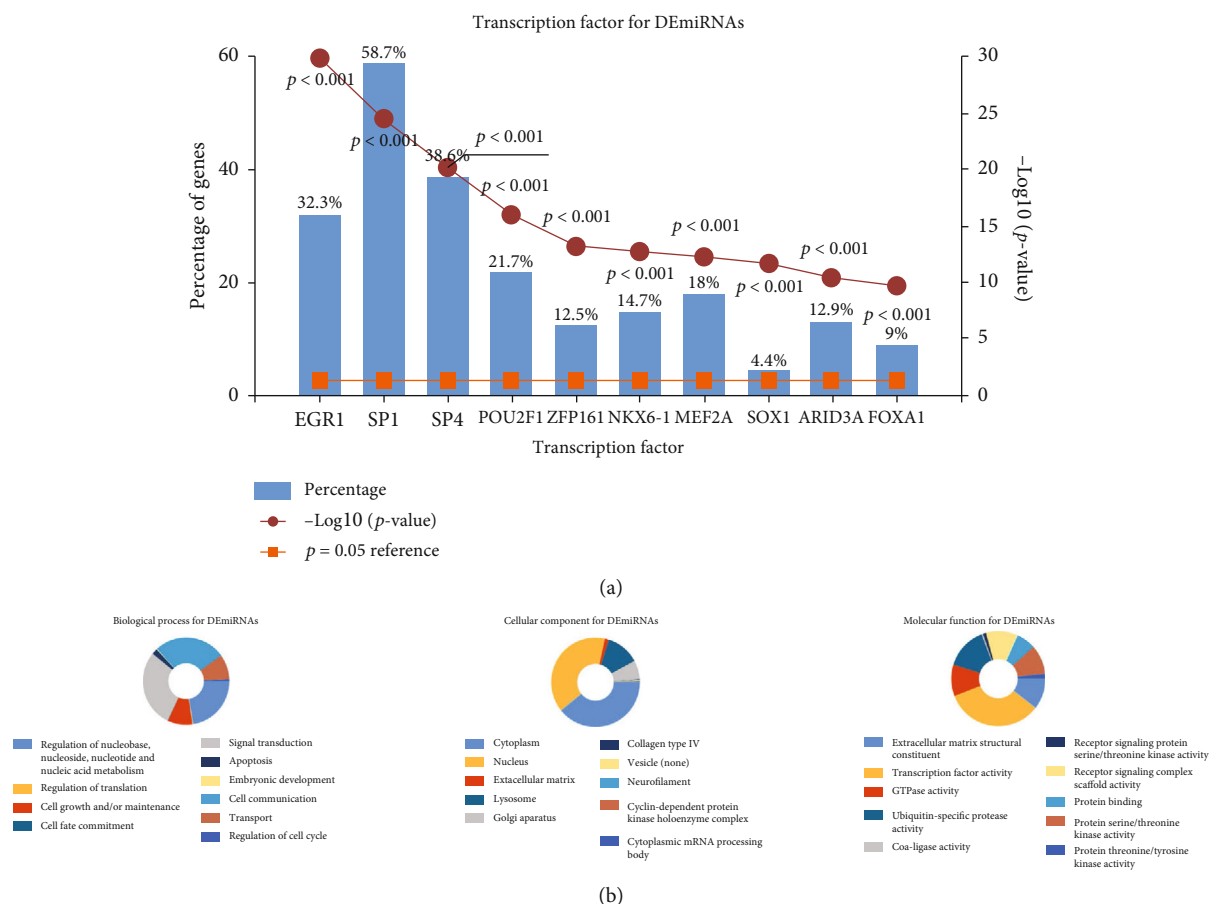 Transcription factor for DEmiRNAs
60
40
20
0
Percentage of genes
30
25
20
15
10
5
0
–Log10 (p-value)
32.3%
58.7%
38.6%
21.7%
12.5%
14.7%
18%
4.4%
12.9%
9%
p < 0.001
p < 0.001
p < 0.001
p < 0.001
p < 0.001
p < 0.001
p < 0.001
p < 0.001
p < 0.001
p < 0.001
EGR1 SP1 SP4 POU2F1 ZFP161 NKX6-1 MEF2A SOX1 ARID3A FOXA1
Transcription factor
Percentage
–Log10 (p-value)
p = 0.05 reference
(a)
Biological process for DEmiRNAs
Regulation of nucleobase,
nucleoside, nucleotide and
nucleic acid metabolism
Regulation of translation
Cell growth and/or maintenance
Cell fate commitment
Signal transduction
Apoptosis
Embryonic development
Cell communication
Transport
Regulation of cell cycle
Cellular component for DEmiRNAs
Cytoplasm
Nucleus
Extacellular matrix
Lysosome
Golgi aparatus
Collagen type IV
Vesicle (none)
Neurofilament
Cyclin-dependent protein
kinase holoenzyme complex
Cytoplasmic mRNA processing
body
Molecular function for DEmiRNAs
Extracellular matrix structural
constituent
Transcription factor activity
GTPase activity
Ubiquitin-specific protease
activity
Coa-ligase activity
Receptor signaling protein
serine/threonine kinase activity
Receptor signaling complex
scaffold activity
Protein binding
Protein serine/threonine
kinase activity
Protein threonine/tyrosine
kinase activity
(b)